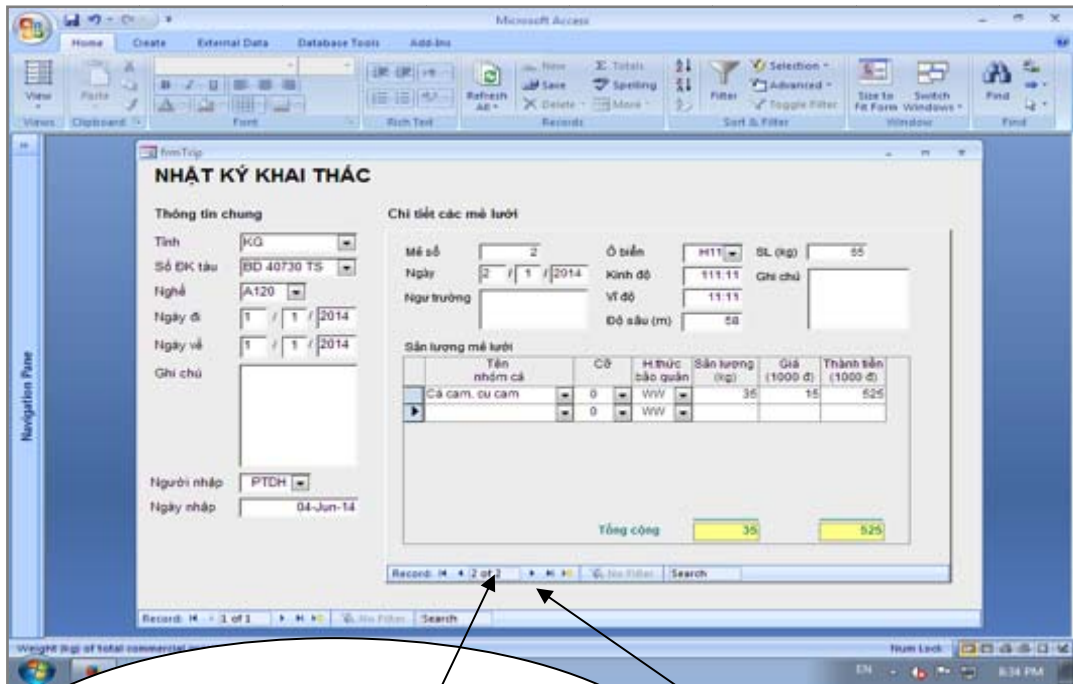 Microsoft Access
Home Create External Data Database Tools Add-Ins
View Paste B I U Refresh All New Save Delete Totals Spelling More Filter Selection Advanced Toggle Filter Size to Fit Form Switch Windows Find
Views Clipboard Font Rich Text Records Sort & Filter Window Find
Navigation Pane
frmTrip
NHẬT KÝ KHAI THÁC
Thông tin chung
Tỉnh KG
Số ĐK tàu BD 40730 TS
Nghề A120
Ngày đi 1 / 1 / 2014
Ngày về 1 / 1 / 2014
Ghi chú
Người nhập PTDH
Ngày nhập 04-Jun-14
Chi tiết các mẻ lưới
Mẻ số 2 Ô biển H11 SL (kg) 65
Ngày 2 / 1 / 2014 Kinh độ 111:11 Ghi chú
Ngư trường Vĩ độ 11:11
Độ sâu (m) 58
Sản lượng mẻ lưới
Tên nhóm cá Cỡ H.thức bảo quản Sản lượng (kg) Giá (1000 đ) Thành tiền (1000 đ)
Cá cam, cu cam 0 WW 35 15 525
0 WW
Tổng cộng 35 525
Record: 2 of 2 No Filter Search
Record: 1 of 1 No Filter Search
Weight (kg) of total commercial
Num Lock
EN 8:34 PM